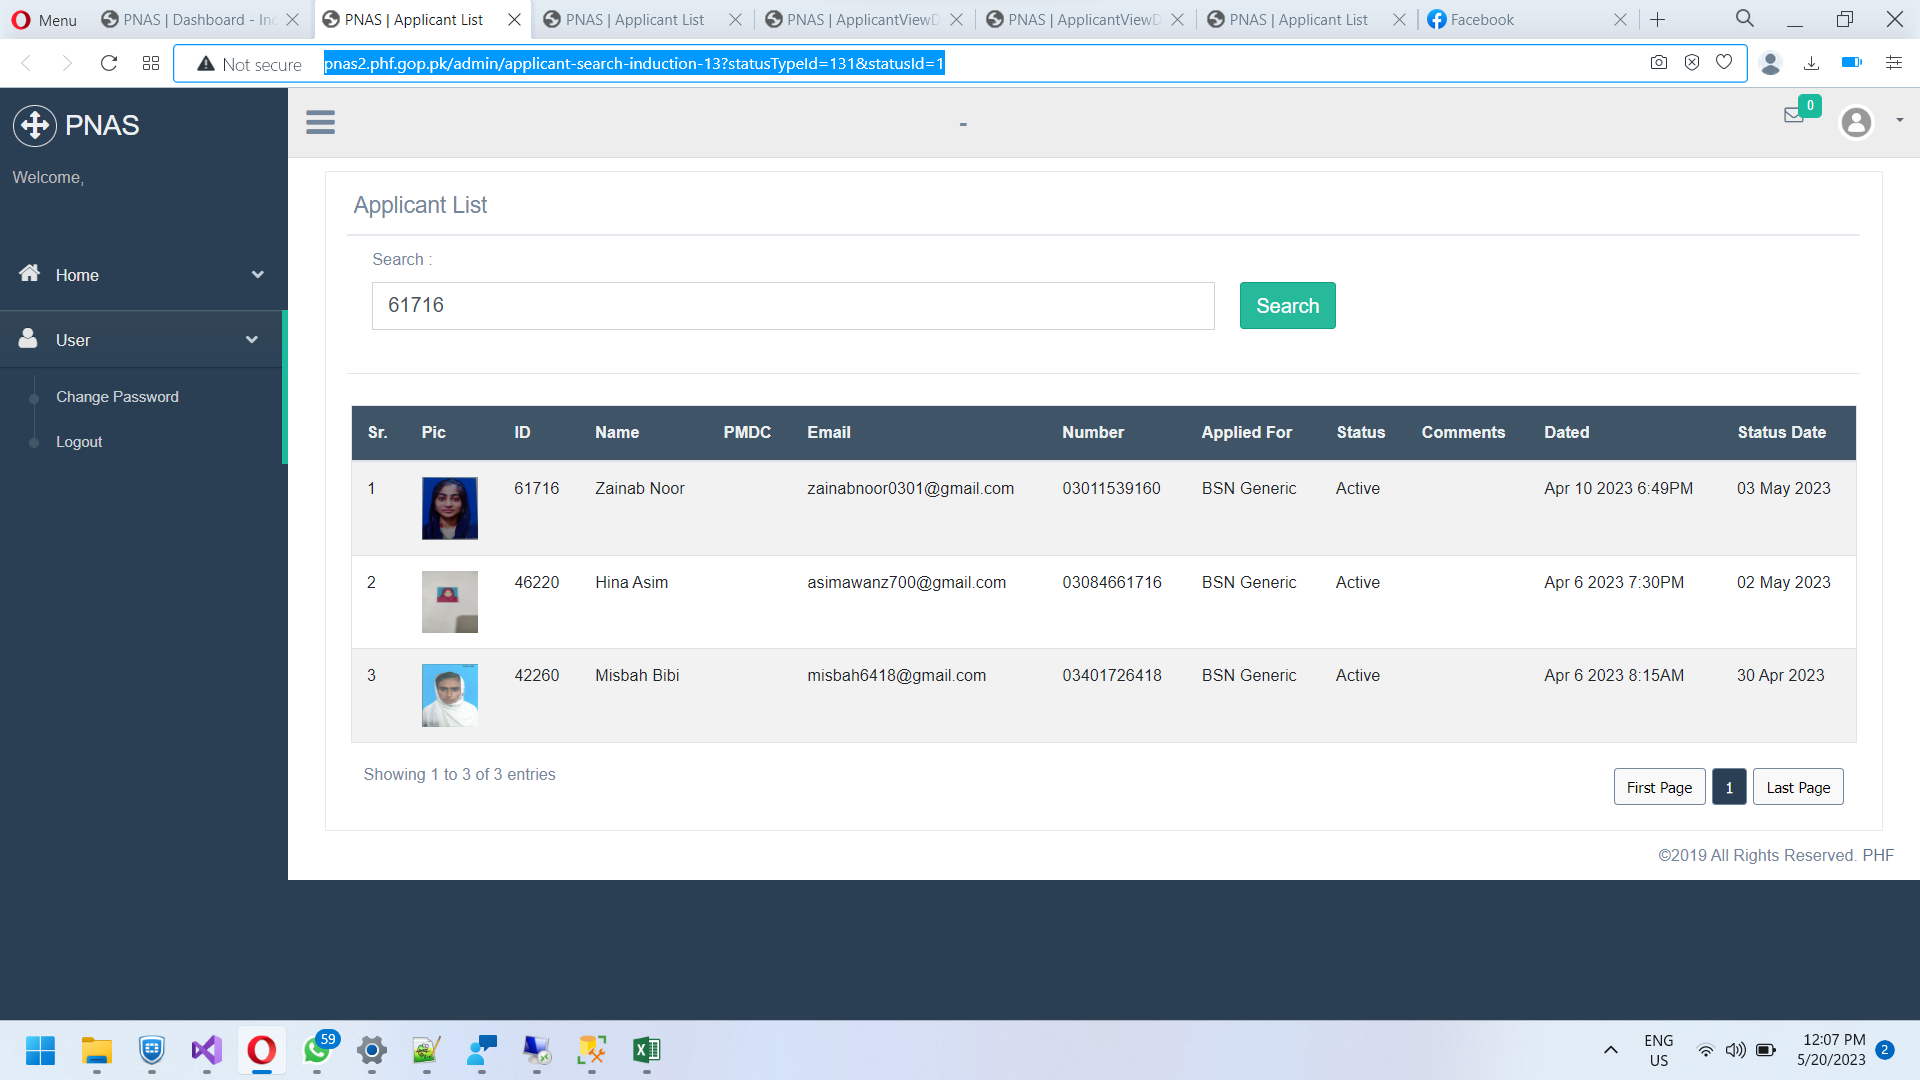 Menu
PNAS | Dashboard - Inc
PNAS | Applicant List
PNAS | Applicant List
PNAS | ApplicantViewD
PNAS | ApplicantViewD
PNAS | Applicant List
Facebook
Not secure
pnas2.phf.gop.pk/admin/applicant-search-induction-13?statusTypeId=131&statusId=1
PNAS
Welcome,
Home
User
Change Password
Logout
-
0
Applicant List
Search :
61716
Search
Sr. Pic ID Name PMDC Email Number Applied For Status Comments Dated Status Date
1 61716 Zainab Noor zainabnoor0301@gmail.com 03011539160 BSN Generic Active Apr 10 2023 6:49PM 03 May 2023
2 46220 Hina Asim asimawanz700@gmail.com 03084661716 BSN Generic Active Apr 6 2023 7:30PM 02 May 2023
3 42260 Misbah Bibi misbah6418@gmail.com 03401726418 BSN Generic Active Apr 6 2023 8:15AM 30 Apr 2023
Showing 1 to 3 of 3 entries
First Page 1 Last Page
©2019 All Rights Reserved. PHF
59
ENG
US
12:07 PM
5/20/2023
2